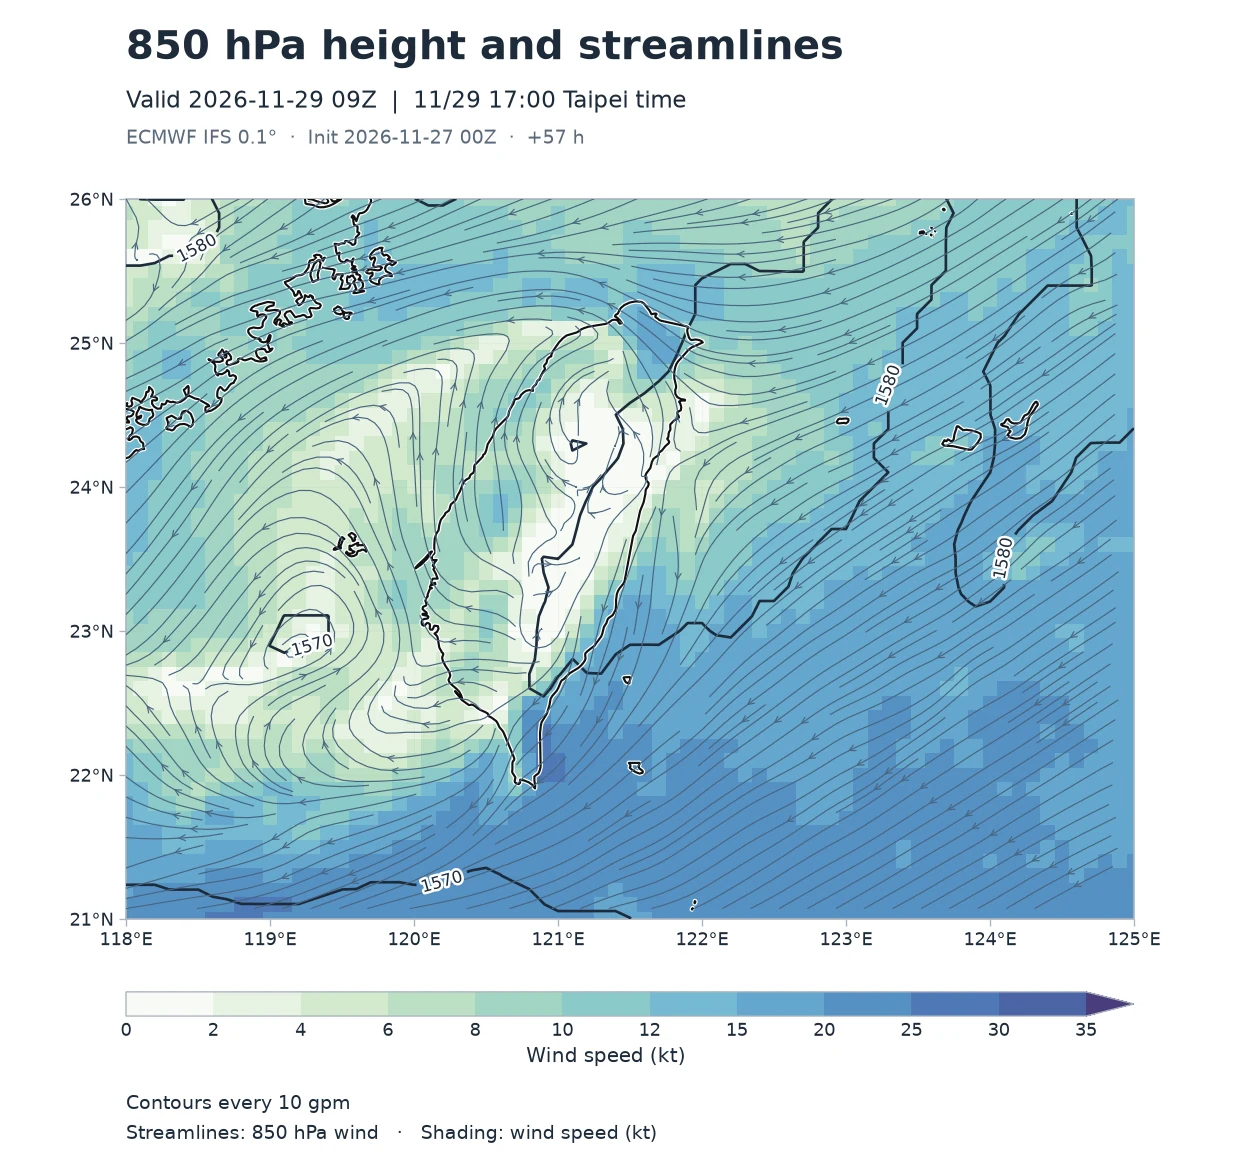 850 hPa height and streamlines
Valid 2026-11-29 09Z | 11/29 17:00 Taipei time
ECMWF IFS 0.1° · Init 2026-11-27 00Z · +57 h
26°N
25°N
24°N
23°N
22°N
21°N
1580
1580
1580
1570
1570
118°E 119°E 120°E 121°E 122°E 123°E 124°E 125°E
0 2 4 6 8 10 12 15 20 25 30 35
Wind speed (kt)
Contours every 10 gpm
Streamlines: 850 hPa wind · Shading: wind speed (kt)